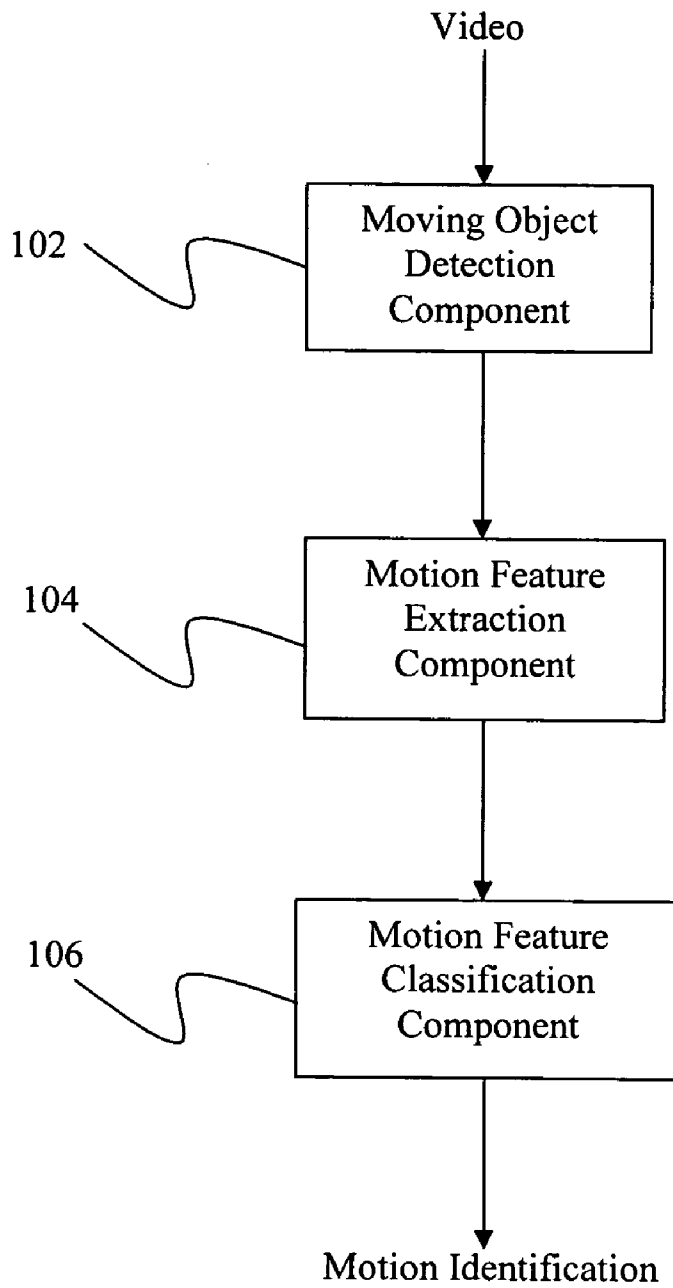 Video
102
Moving Object
Detection
Component
104
Motion Feature
Extraction
Component
106
Motion Feature
Classification
Component
Motion Identification